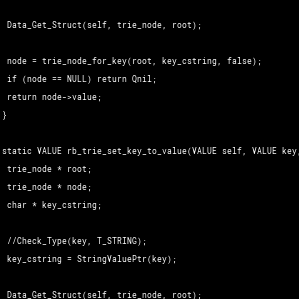 Data_Get_Struct(self, trie_node, root);
node = trie_node_for_key(root, key_cstring, false);
if (node == NULL) return Qnil;
return node->value;
}
static VALUE rb_trie_set_key_to_value(VALUE self, VALUE key,
trie_node * root;
trie_node * node;
char * key_cstring;
//Check_Type(key, T_STRING);
key_cstring = StringValuePtr(key);
Data_Get_Struct(self, trie_node, root);